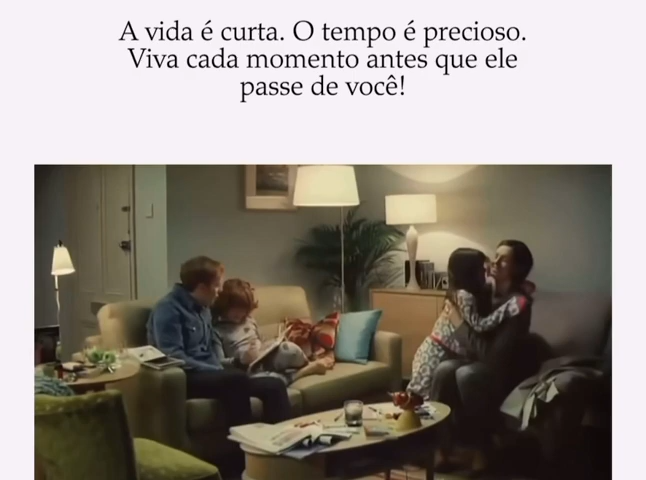 A vida é curta. O tempo é precioso.
Viva cada momento antes que ele
passe de você!